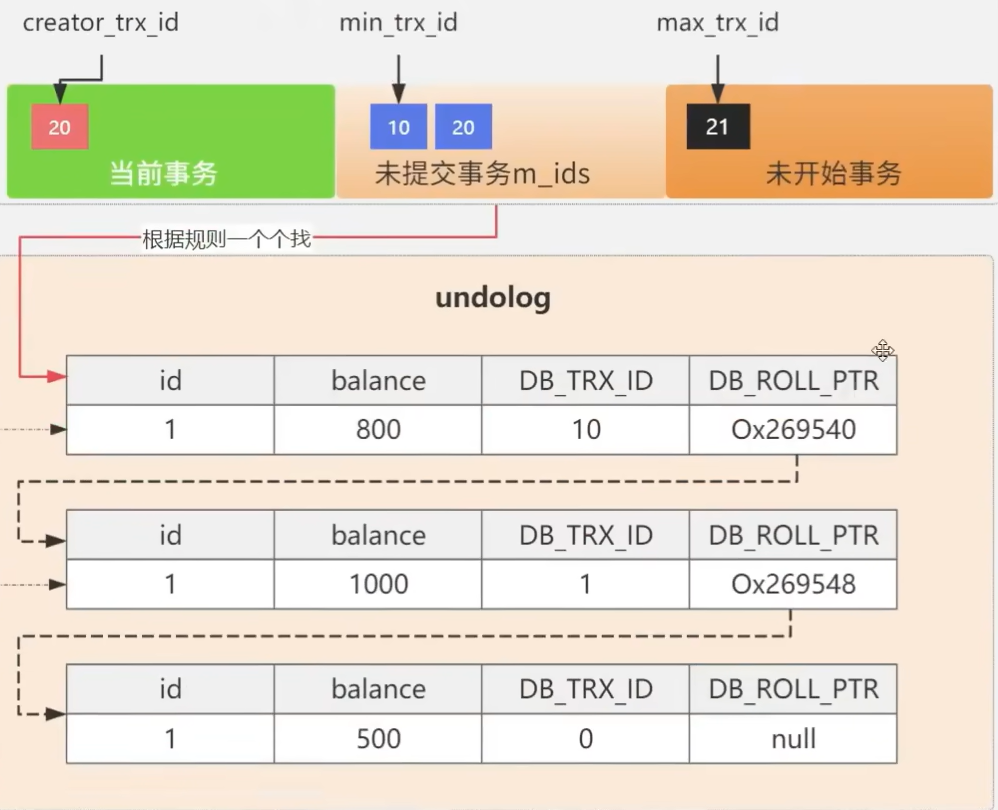 creator_trx_id min_trx_id max_trx_id
20 10 20 21
当前事务 未提交事务m_ids 未开始事务
根据规则一个个找
undolog
id balance DB_TRX_ID DB_ROLL_PTR
1 800 10 Ox269540
id balance DB_TRX_ID DB_ROLL_PTR
1 1000 1 Ox269548
id balance DB_TRX_ID DB_ROLL_PTR
1 500 0 null